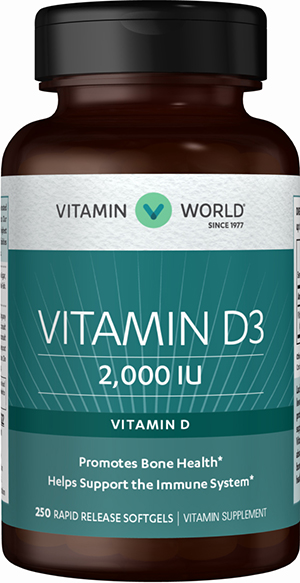 VITAMIN V WORLD®
SINCE 1977
VITAMIN D3
2,000 IU
VITAMIN D
Promotes Bone Health*
Helps Support the Immune System*
250 RAPID RELEASE SOFTGELS | VITAMIN SUPPLEMENT